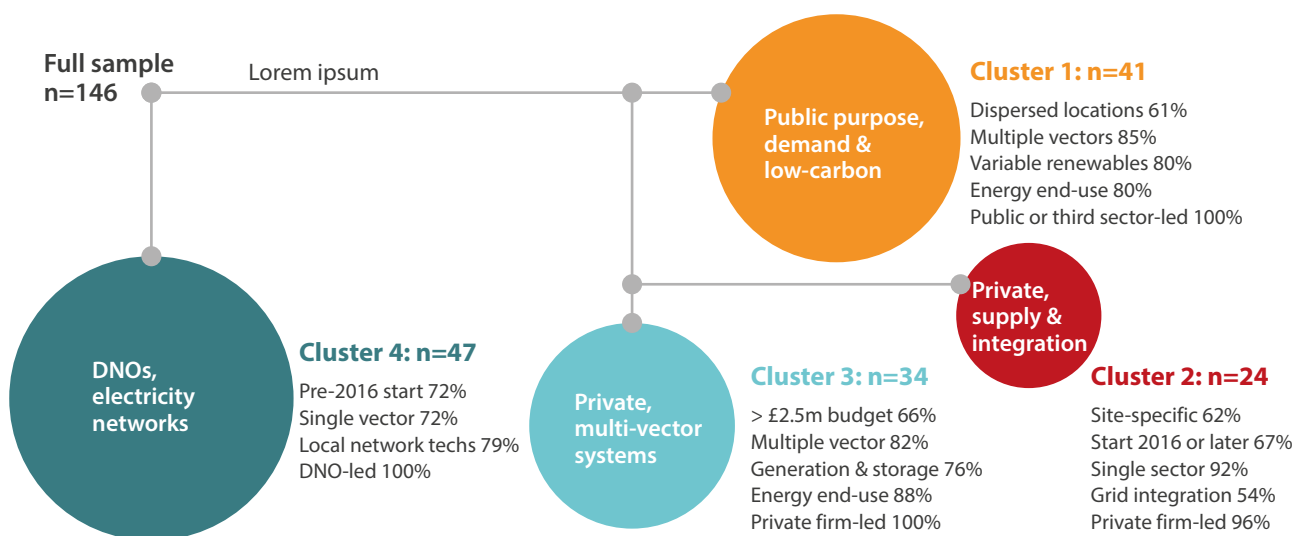 Full sample
n=146
Lorem ipsum
Public purpose,
demand &
low-carbon
Cluster 1: n=41
Dispersed locations 61%
Multiple vectors 85%
Variable renewables 80%
Energy end-use 80%
Public or third sector-led 100%
Private,
supply &
integration
Cluster 2: n=24
Site-specific 62%
Start 2016 or later 67%
Single sector 92%
Grid integration 54%
Private firm-led 96%
Private,
multi-vector
systems
Cluster 3: n=34
> £2.5m budget 66%
Multiple vector 82%
Generation & storage 76%
Energy end-use 88%
Private firm-led 100%
DNOs,
electricity
networks
Cluster 4: n=47
Pre-2016 start 72%
Single vector 72%
Local network techs 79%
DNO-led 100%